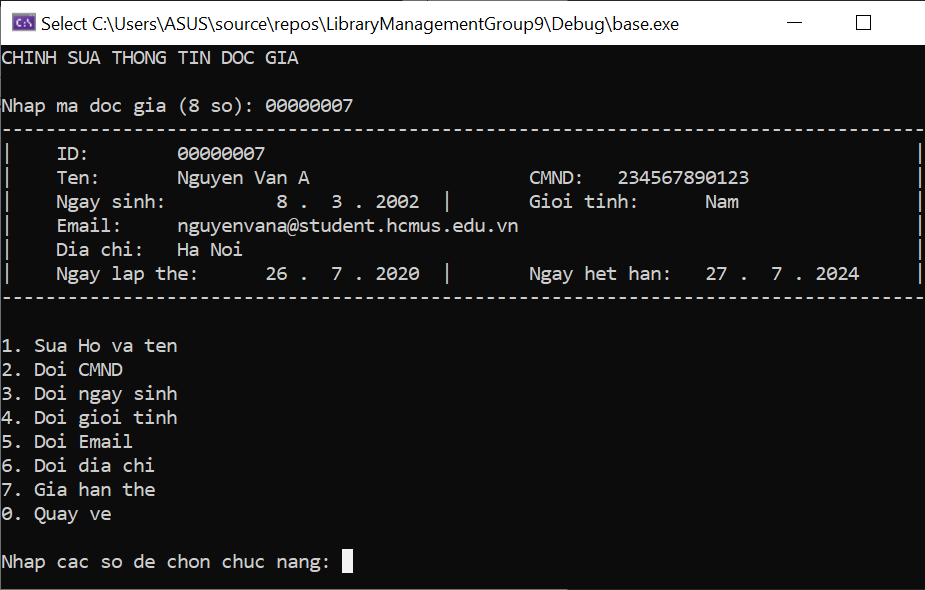 Select C:\Users\ASUS\source\repos\LibraryManagementGroup9\Debug\base.exe
CHINH SUA THONG TIN DOC GIA
Nhap ma doc gia (8 so): 00000007
--------------------------------------------------------------------------------
| ID: 00000007 |
| Ten: Nguyen Van A CMND: 234567890123 |
| Ngay sinh: 8 . 3 . 2002 | Gioi tinh: Nam |
| Email: nguyenvana@student.hcmus.edu.vn |
| Dia chi: Ha Noi |
| Ngay lap the: 26 . 7 . 2020 | Ngay het han: 27 . 7 . 2024 |
--------------------------------------------------------------------------------
1. Sua Ho va ten
2. Doi CMND
3. Doi ngay sinh
4. Doi gioi tinh
5. Doi Email
6. Doi dia chi
7. Gia han the
0. Quay ve
Nhap cac so de chon chuc nang: